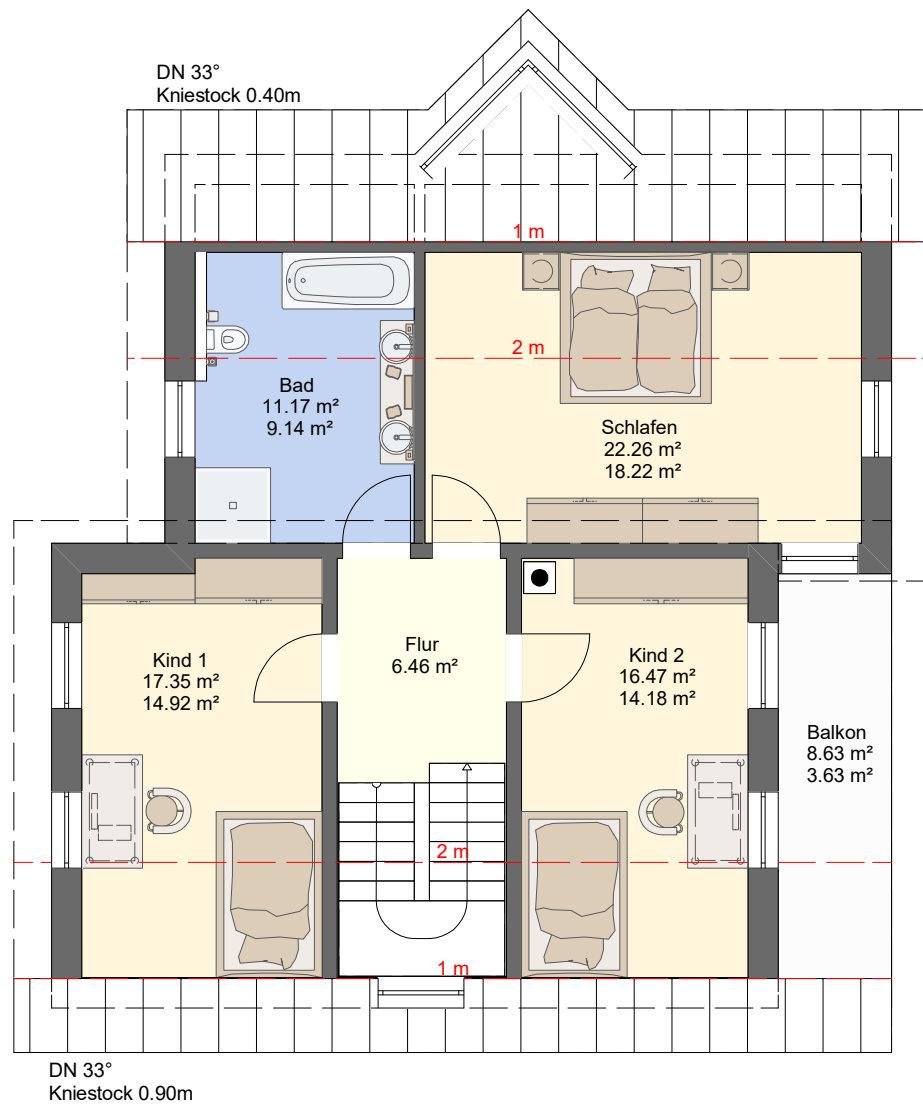 DN 33°
Kniestock 0.40m
1 m
2 m
Bad
11.17 m²
9.14 m²
Schlafen
22.26 m²
18.22 m²
Kind 1
17.35 m²
14.92 m²
Flur
6.46 m²
Kind 2
16.47 m²
14.18 m²
Balkon
8.63 m²
3.63 m²
2 m
1 m
DN 33°
Kniestock 0.90m